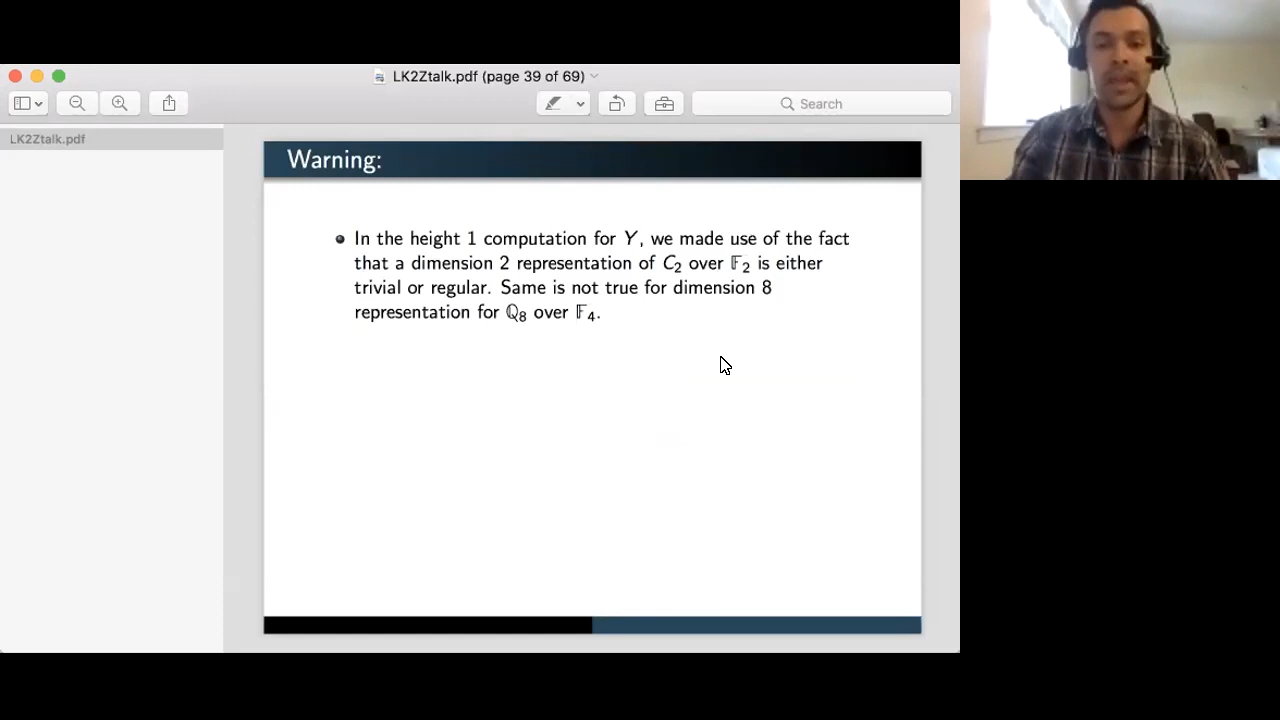 LK2Ztalk.pdf (page 39 of 69)
Search
LK2Ztalk.pdf
Warning:
In the height 1 computation for Y, we made use of the fact
that a dimension 2 representation of C₂ over 𝔽₂ is either
trivial or regular. Same is not true for dimension 8
representation for ℚ₈ over 𝔽₄.